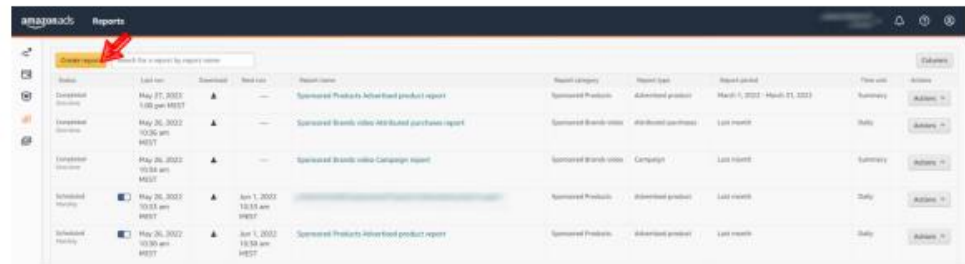 amazonads Reports
Create report Search for a report by report name Columns
Status Last run Download Next run Report name Report category Report type Report period Time unit Actions
Completed May 27, 2022 — Sponsored Products Advertised product report Sponsored Products Advertised product March 1, 2022 - March 31, 2022 Summary Actions
1:08 pm MEST
Completed May 26, 2022 — Sponsored Brands video Attributed purchases report Sponsored Brands video Attributed purchases Last month Daily Actions
10:36 am
MEST
Completed May 26, 2022 — Sponsored Brands video Campaign report Sponsored Brands video Campaign Last month Summary Actions
am
MEST
Scheduled May 26, 2022 Jun 1, 2022 Sponsored Products Advertised product Last month Daily Actions
Monthly 10:33 am 10:33 am
MEST MEST
Scheduled May 26, 2022 Jun 1, 2022 Sponsored Products Advertised product report Sponsored Products Advertised product Last month Daily Actions
Monthly 10:30 am am
MEST MEST